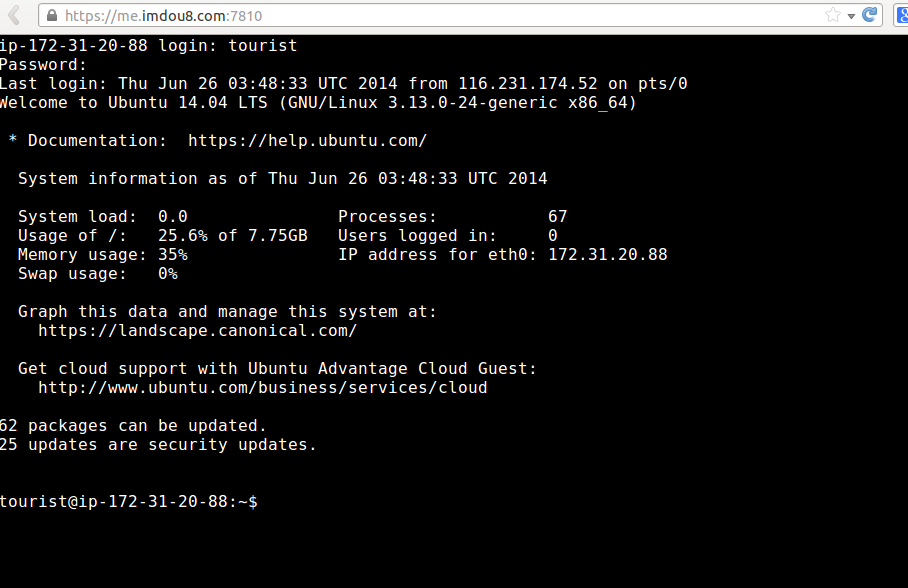 https://me.imdou8.com:7810
ip-172-31-20-88 login: tourist
Password:
Last login: Thu Jun 26 03:48:33 UTC 2014 from 116.231.174.52 on pts/0
Welcome to Ubuntu 14.04 LTS (GNU/Linux 3.13.0-24-generic x86_64)
* Documentation:  https://help.ubuntu.com/
System information as of Thu Jun 26 03:48:33 UTC 2014
System load:  0.0               Processes:           67
Usage of /:   25.6% of 7.75GB   Users logged in:     0
Memory usage: 35%               IP address for eth0: 172.31.20.88
Swap usage:   0%
Graph this data and manage this system at:
https://landscape.canonical.com/
Get cloud support with Ubuntu Advantage Cloud Guest:
http://www.ubuntu.com/business/services/cloud
62 packages can be updated.
25 updates are security updates.
tourist@ip-172-31-20-88:~$